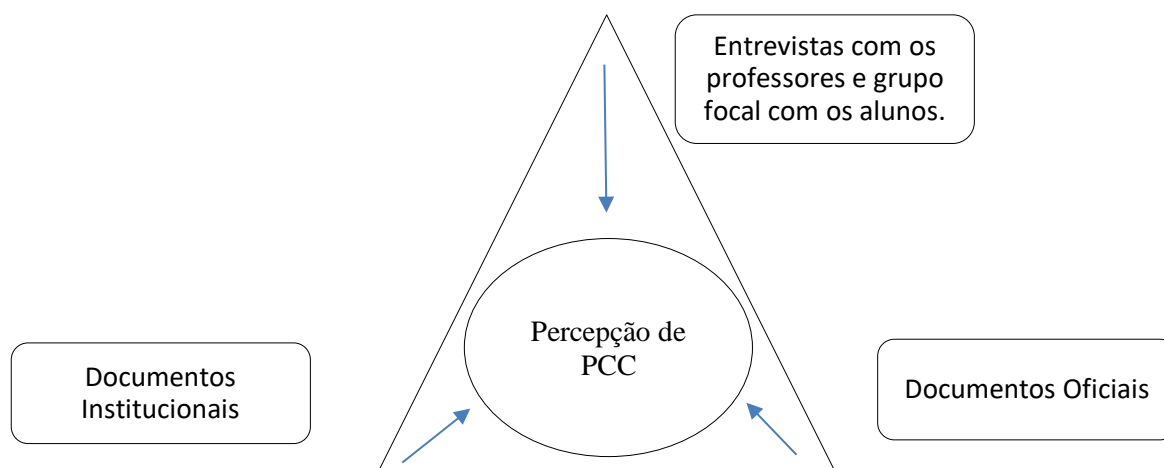 Entrevistas com os
professores e grupo
focal com os alunos.
Percepção de
PCC
Documentos
Institucionais
Documentos Oficiais